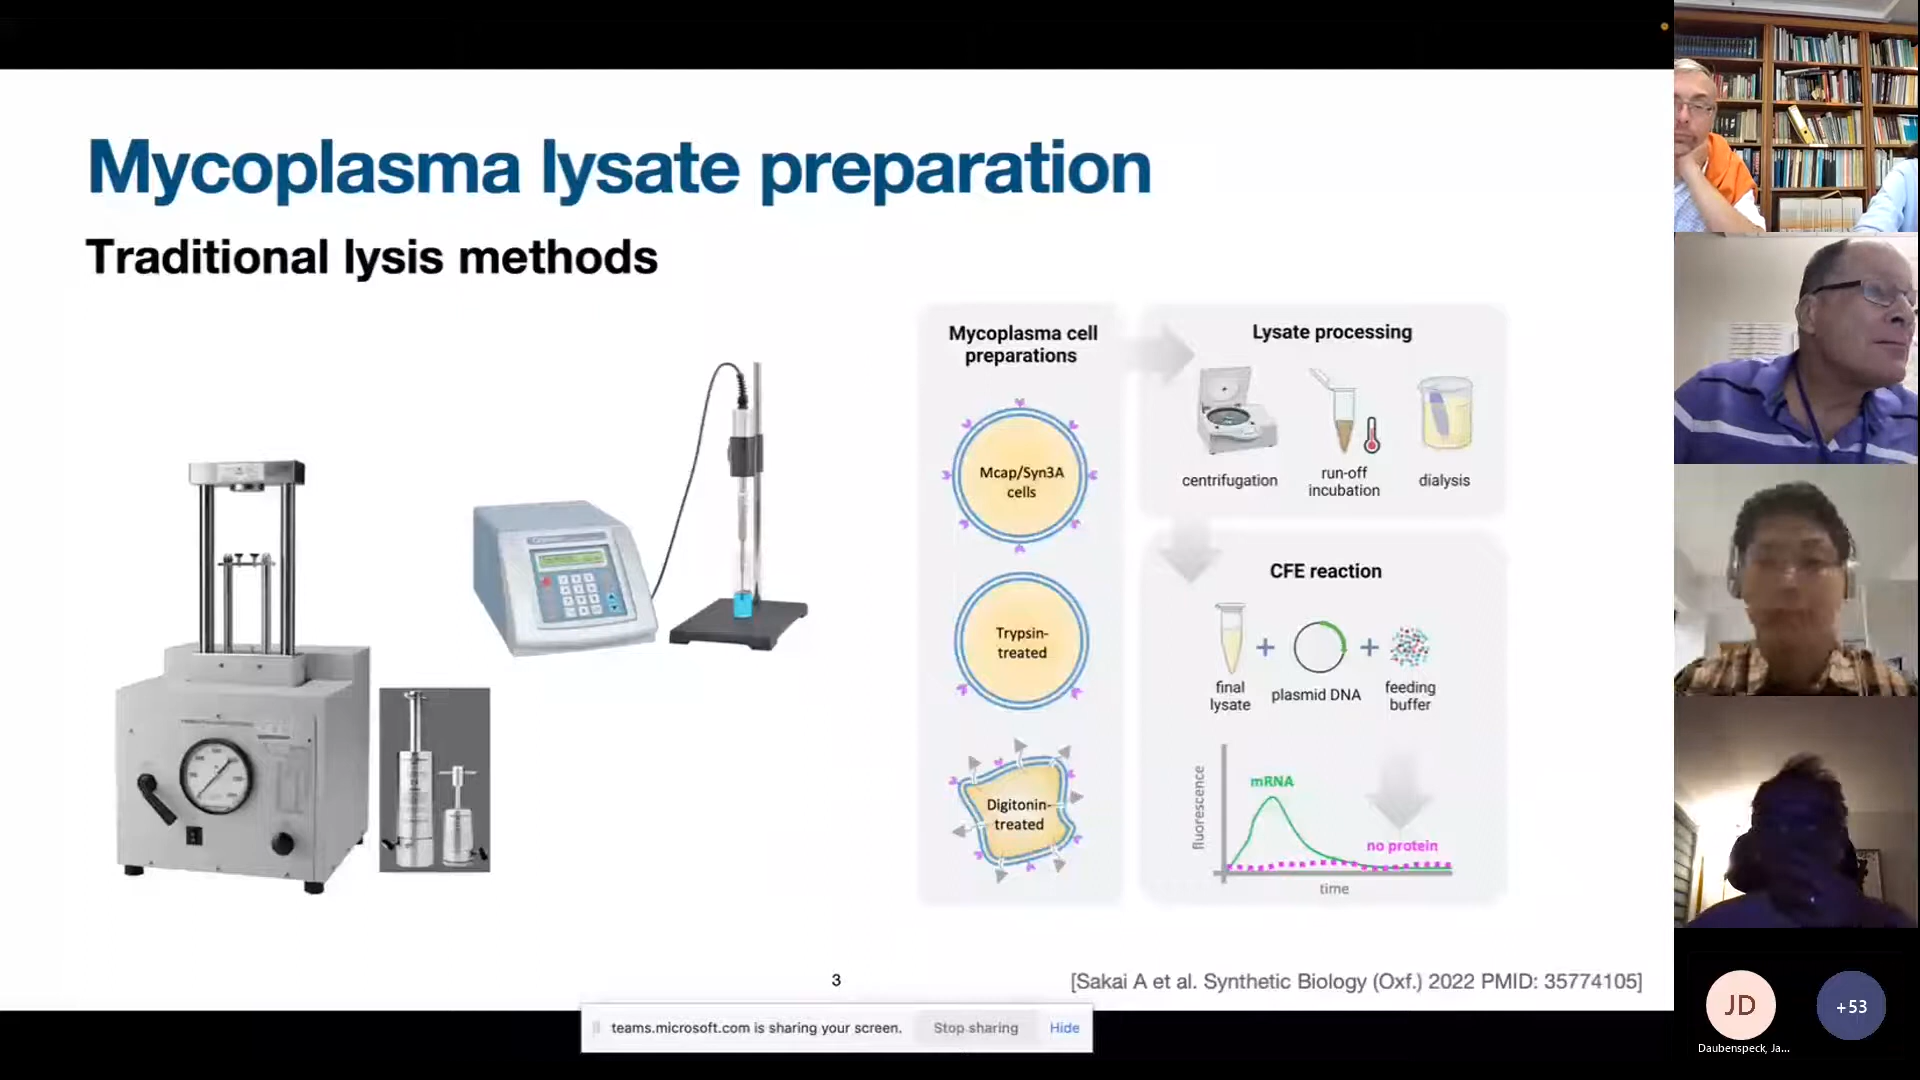 Mycoplasma lysate preparation
Traditional lysis methods
Mycoplasma cell
preparations
Mcap/Syn3A
cells
Trypsin-
treated
Digitonin-
treated
Lysate processing
centrifugation
run-off
incubation
dialysis
CFE reaction
final
lysate
+
plasmid DNA
+
feeding
buffer
fluorescence
mRNA
no protein
time
3
[Sakai A et al. Synthetic Biology (Oxf.) 2022 PMID: 35774105]
teams.microsoft.com is sharing your screen.
Stop sharing
Hide
JD
+53
Daubenspeck, Ja...